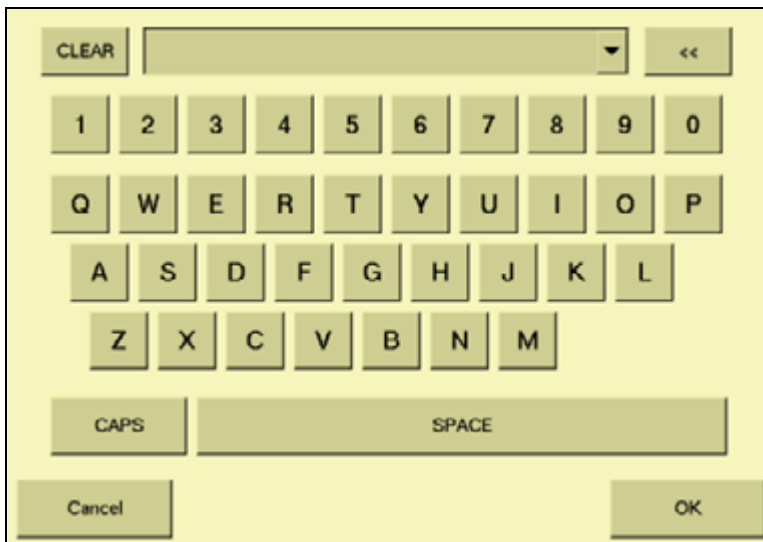 CLEAR <<
1 2 3 4 5 6 7 8 9 0
Q W E R T Y U I O P
A S D F G H J K L
Z X C V B N M
CAPS SPACE
Cancel OK